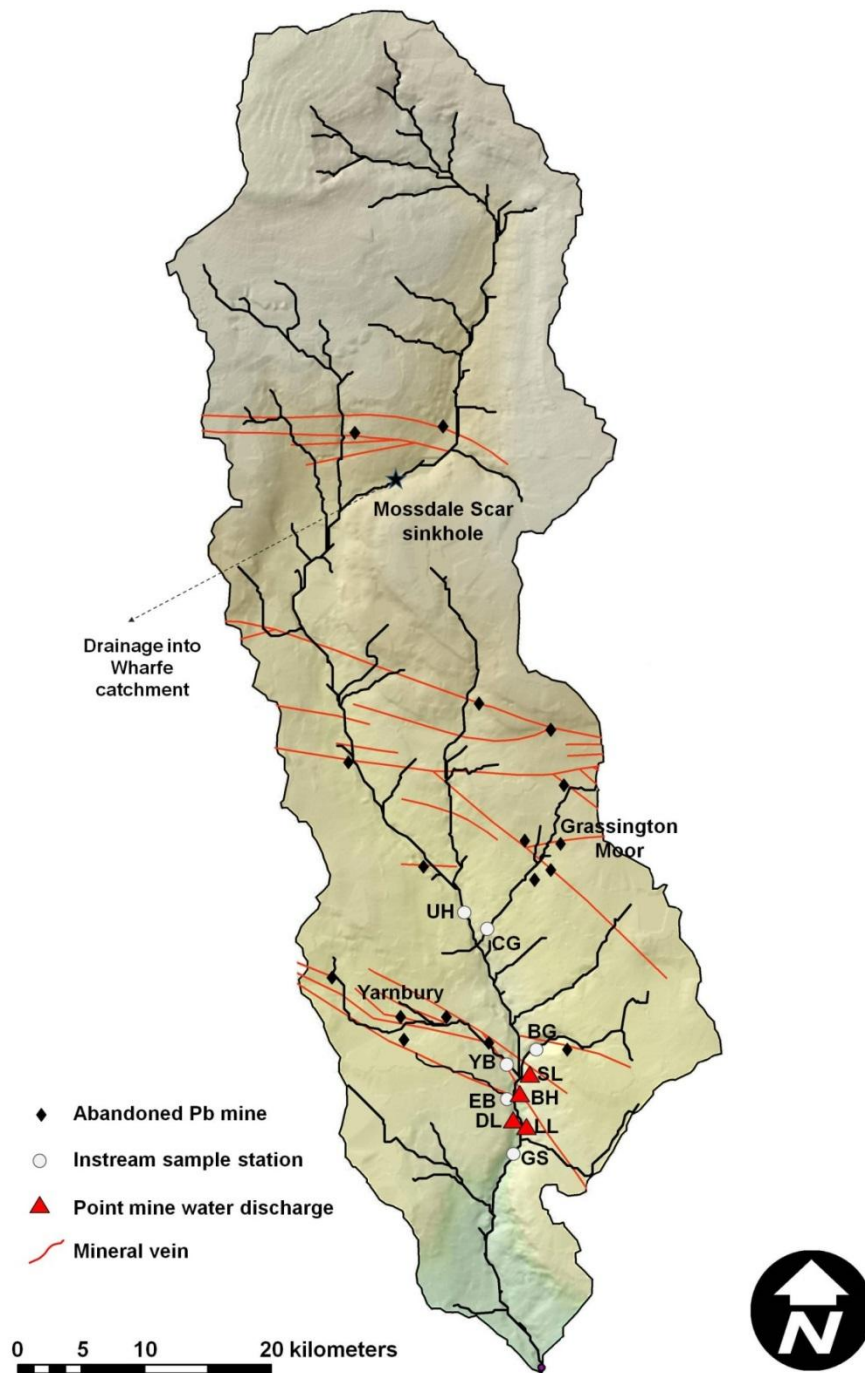 Mossdale Scar
sinkhole
Drainage into
Wharfe
catchment
Grassington
Moor
UH
CG
Yarnbury
BG
YB
SL
EB
BH
DL
LL
GS
Abandoned Pb mine
Instream sample station
Point mine water discharge
Mineral vein
0 5 10 20 kilometers
N